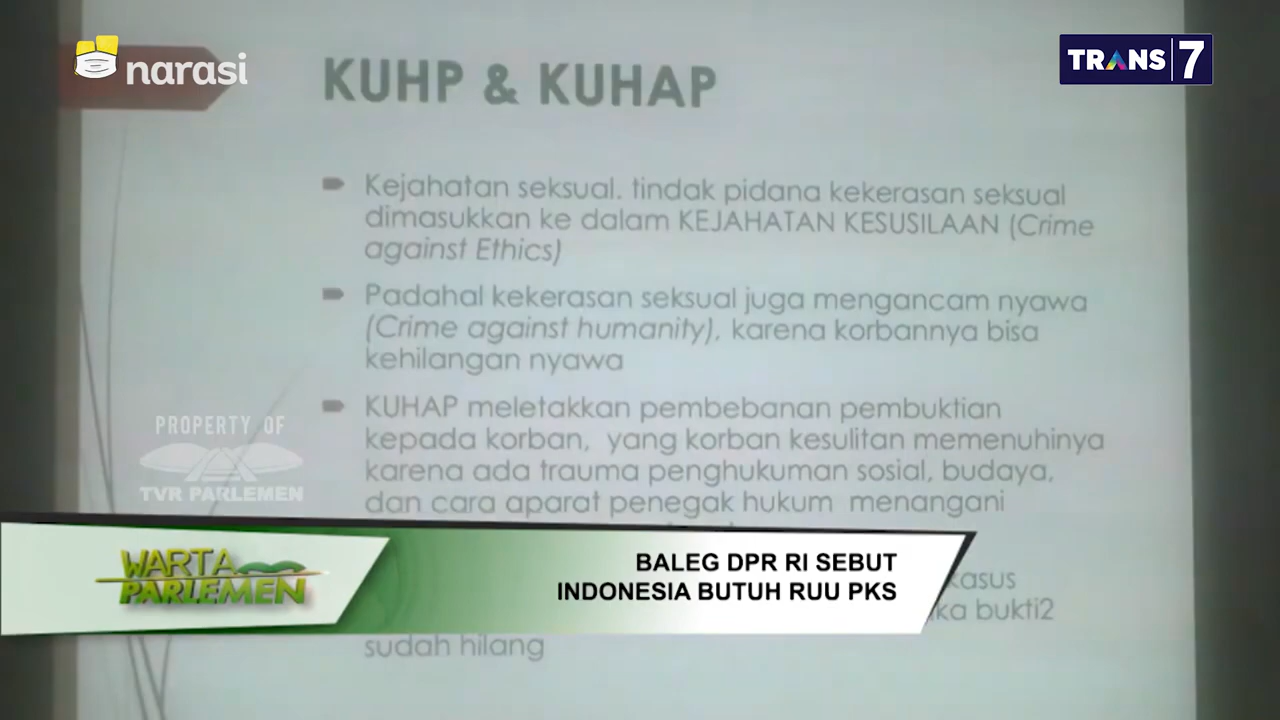 narasi
TRANS 7
KUHP & KUHAP
Kejahatan seksual. tindak pidana kekerasan seksual
dimasukkan ke dalam KEJAHATAN KESUSILAAN (Crime
against Ethics)
Padahal kekerasan seksual juga mengancam nyawa
(Crime against humanity), karena korbannya bisa
kehilangan nyawa
KUHAP meletakkan pembebanan pembuktian
kepada korban, yang korban kesulitan memenuhinya
karena ada trauma penghukuman sosial, budaya,
dan cara aparat penegak hukum menangani
PROPERTY OF
TVR PARLEMEN
WARTA
PARLEMEN
BALEG DPR RI SEBUT
INDONESIA BUTUH RUU PKS
kasus
bukti2
sudah hilang